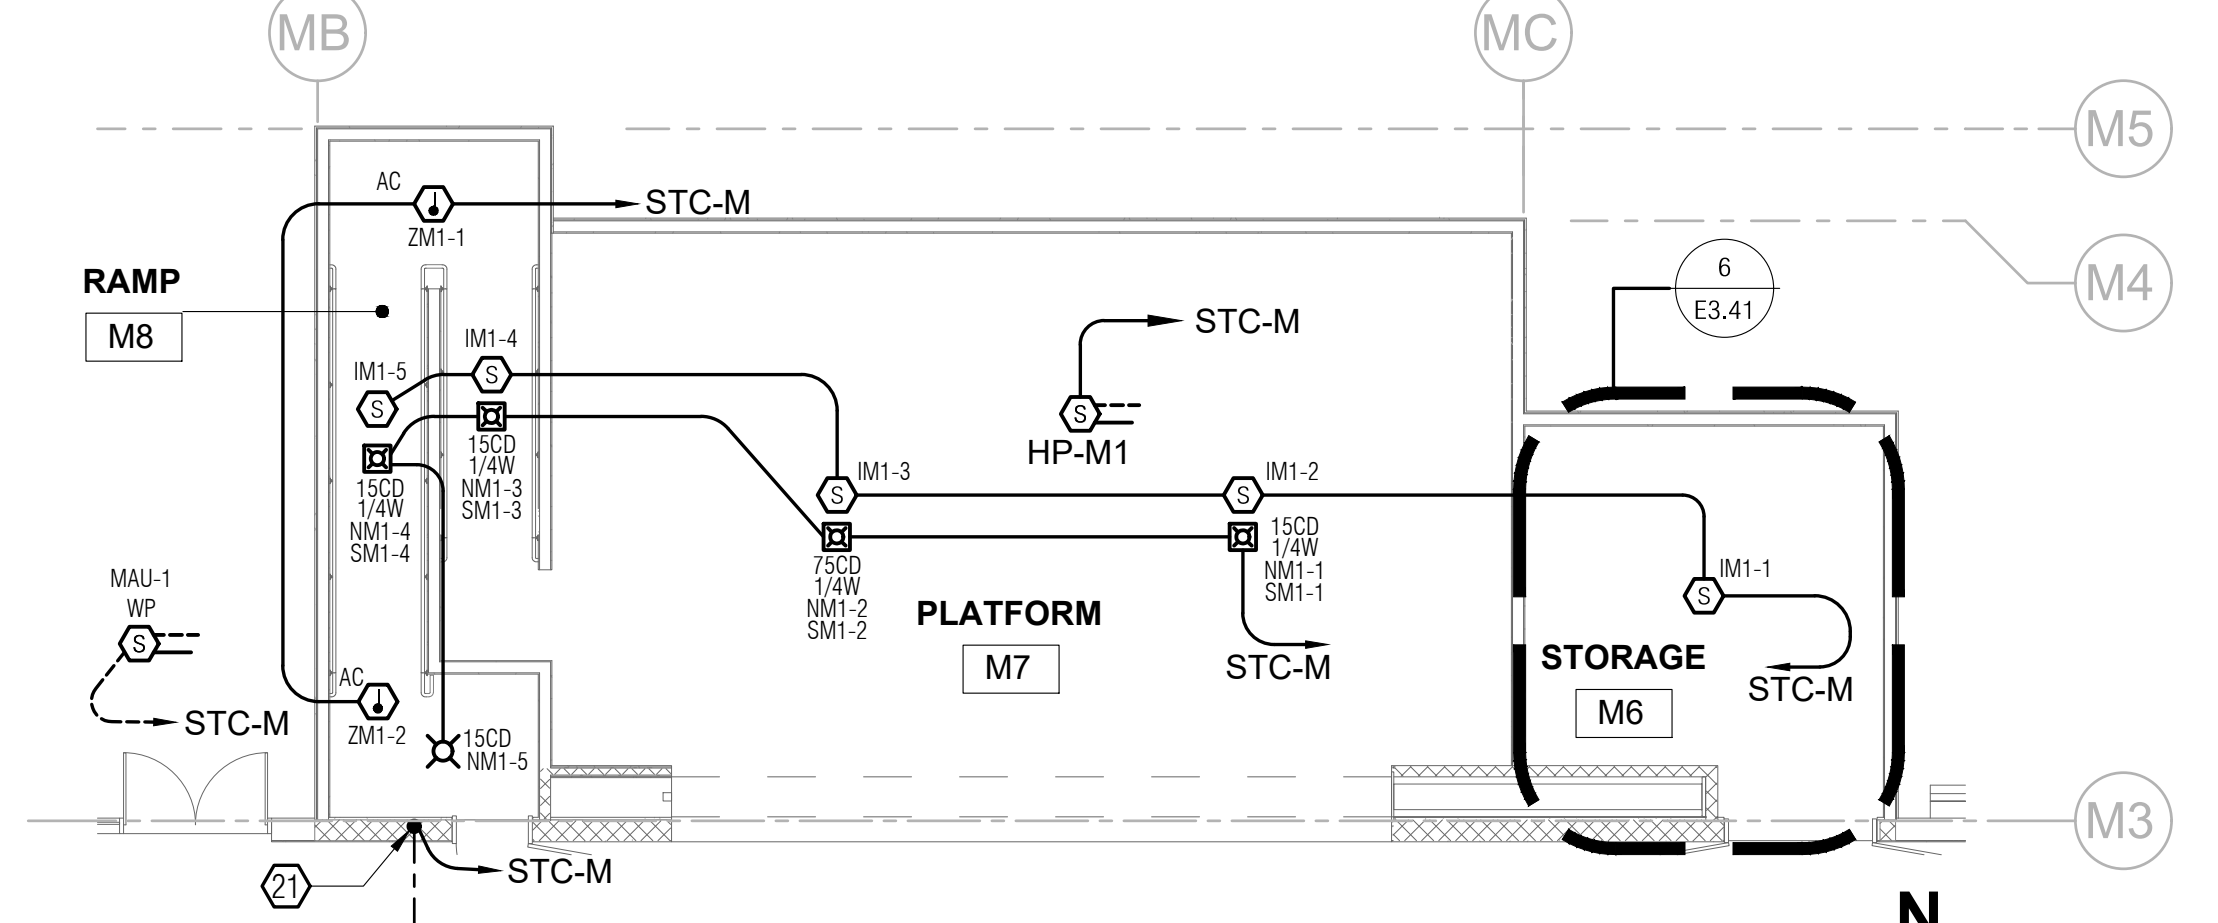 MB
MC
M5
AC
STC-M
ZM1-1
RAMP
M8
6
E3.41
M4
STC-M
IM1-4
IM1-5
S
S
S
HP-M1
15CD
1/4W
NM1-3
SM1-3
15CD
1/4W
NM1-4
SM1-4
IM1-3
S
IM1-2
S
75CD
1/4W
NM1-2
SM1-2
15CD
1/4W
NM1-1
SM1-1
IM1-1
S
MAU-1
WP
S
STC-M
PLATFORM
M7
STC-M
STORAGE
M6
STC-M
AC
ZM1-2
15CD
NM1-5
M3
21
STC-M
N